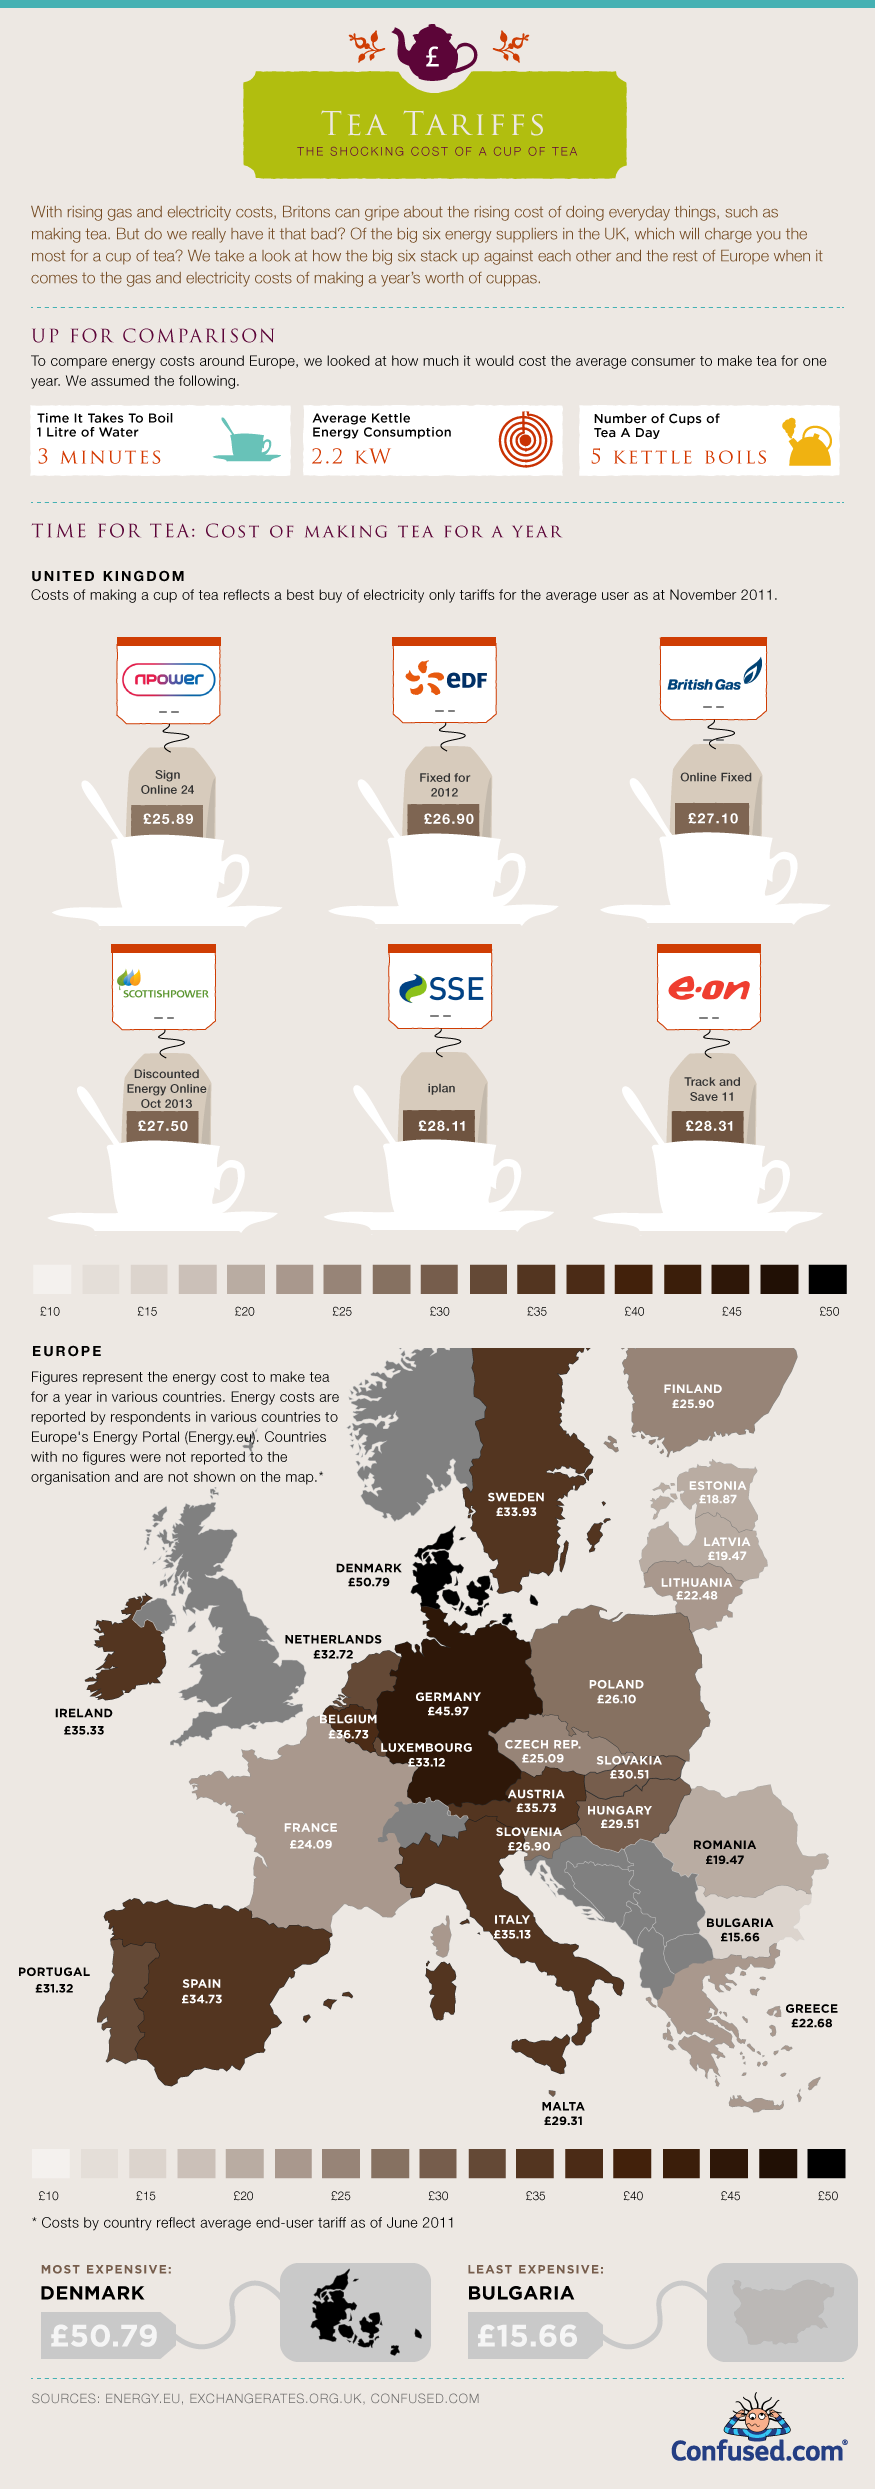 £
TEA TARIFFS
THE SHOCKING COST OF A CUP OF TEA
With rising gas and electricity costs, Britons can gripe about the rising cost of doing everyday things, such as
making tea. But do we really have it that bad? Of the big six energy suppliers in the UK, which will charge you the
most for a cup of tea? We take a look at how the big six stack up against each other and the rest of Europe when it
comes to the gas and electricity costs of making a year's worth of cuppas.
UP FOR COMPARISON
To compare energy costs around Europe, we looked at how much it would cost the average consumer to make tea for one
year. We assumed the following.
Time It Takes To Boil
1 Litre of Water
3 MINUTES
Average Kettle
Energy Consumption
2.2 KW
Number of Cups of
Tea A Day
5 KETTLE BOILS
TIME FOR TEA: COST OF MAKING TEA FOR A YEAR
UNITED KINGDOM
Costs of making a cup of tea reflects a best buy of electricity only tariffs for the average user as at November 2011.
npower
Sign
Online 24
£25.89
eDF
Fixed for
2012
£26.90
British Gas
Online Fixed
£27.10
SCOTTISHPOWER
Discounted
Energy Online
Oct 2013
£27.50
SSE
iplan
£28.11
e·on
Track and
Save 11
£28.31
£10 £15 £20 £25 £30 £35 £40 £45 £50
EUROPE
Figures represent the energy cost to make tea
for a year in various countries. Energy costs are
reported by respondents in various countries to
Europe's Energy Portal (Energy.eu). Countries
with no figures were not reported to the
organisation and are not shown on the map.*
FINLAND
£25.90
ESTONIA
£18.87
SWEDEN
£33.93
LATVIA
£19.47
DENMARK
£50.79
LITHUANIA
£22.48
NETHERLANDS
£32.72
POLAND
£26.10
GERMANY
£45.97
IRELAND
£35.33
BELGIUM
£36.73
LUXEMBOURG
£33.12
CZECH REP.
£25.09
SLOVAKIA
£30.51
AUSTRIA
£35.73
HUNGARY
£29.51
FRANCE
£24.09
SLOVENIA
£26.90
ROMANIA
£19.47
ITALY
£35.13
BULGARIA
£15.66
PORTUGAL
£31.32
SPAIN
£34.73
GREECE
£22.68
MALTA
£29.31
£10 £15 £20 £25 £30 £35 £40 £45 £50
* Costs by country reflect average end-user tariff as of June 2011
MOST EXPENSIVE:
DENMARK
£50.79
LEAST EXPENSIVE:
BULGARIA
£15.66
SOURCES: ENERGY.EU, EXCHANGERATES.ORG.UK, CONFUSED.COM
Confused.com®